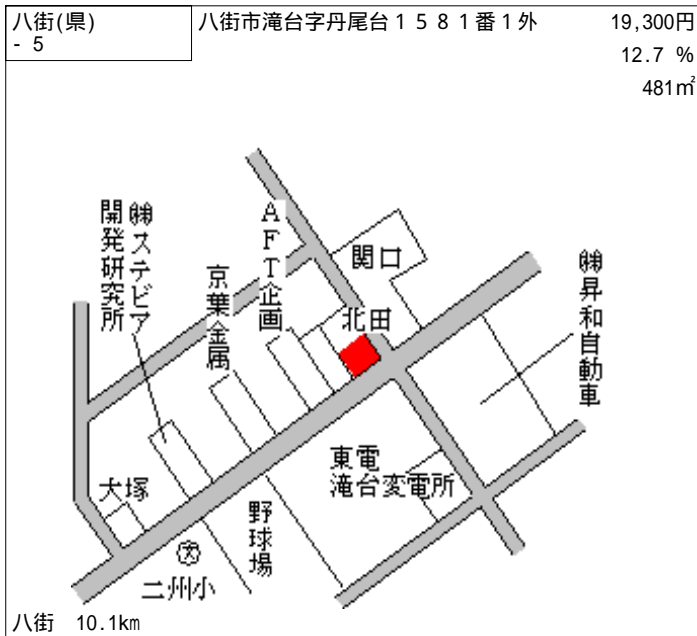 八街(県)
- 5
八街市滝台字丹尾台１５８１番１外
19,300円
12.7 %
481㎡
㈱ステビア
開発研究所
京葉金属
ＡＦＴ企画
関口
北田
㈱昇和自動車
犬塚
東電
滝台変電所
野球場
文
二州小
八街 10.1km